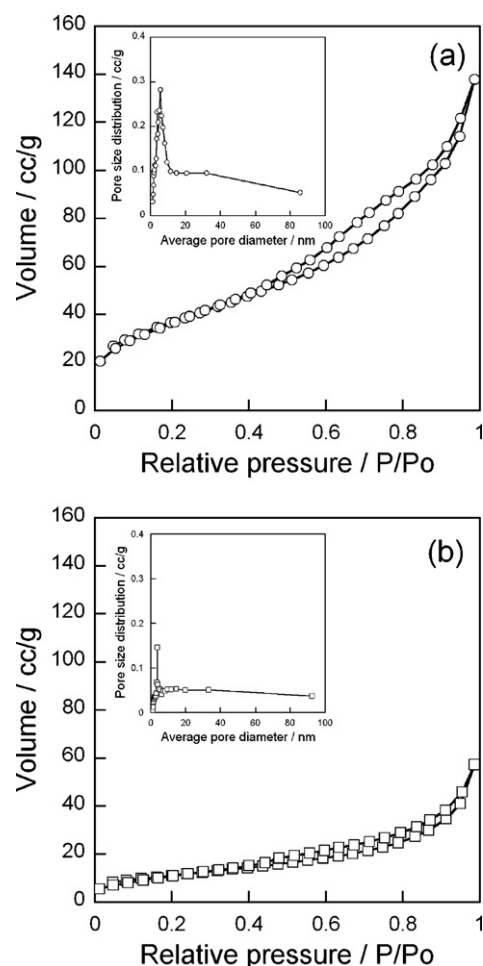 (a)
160
140
120
100
80
60
40
20
0
Volume / cc/g
0 0.2 0.4 0.6 0.8 1
Relative pressure / P/Po
0.4
0.3
0.2
0.1
0
Pore size distribution / cc/g
0 20 40 60 80 100
Average pore diameter / nm
(b)
160
140
120
100
80
60
40
20
0
Volume / cc/g
0 0.2 0.4 0.6 0.8 1
Relative pressure / P/Po
0.4
0.3
0.2
0.1
0
Pore size distribution / cc/g
0 20 40 60 80 100
Average pore diameter / nm